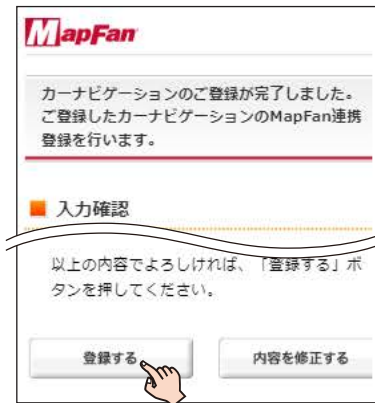 MapFan
カーナビゲーションのご登録が完了しました。
ご登録したカーナビゲーションのMapFan連携
登録を行います。
入力確認
以上の内容でよろしければ、「登録する」ボ
タンを押してください。
登録する
内容を修正する